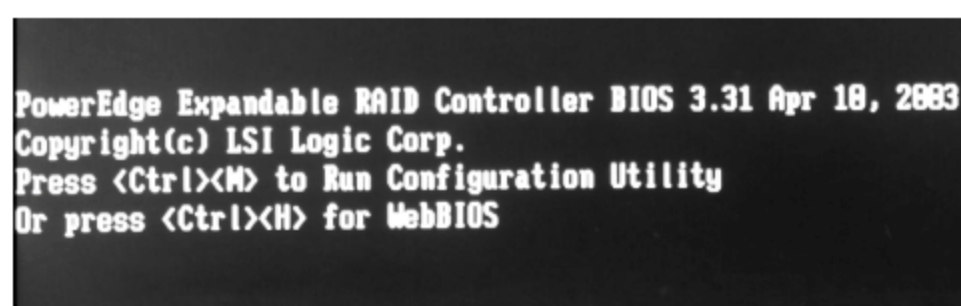 PowerEdge Expandable RAID Controller BIOS 3.31 Apr 18, 2003
Copyright(c) LSI Logic Corp.
Press <Ctrl><M> to Run Configuration Utility
Or press <Ctrl><H> for WebBIOS